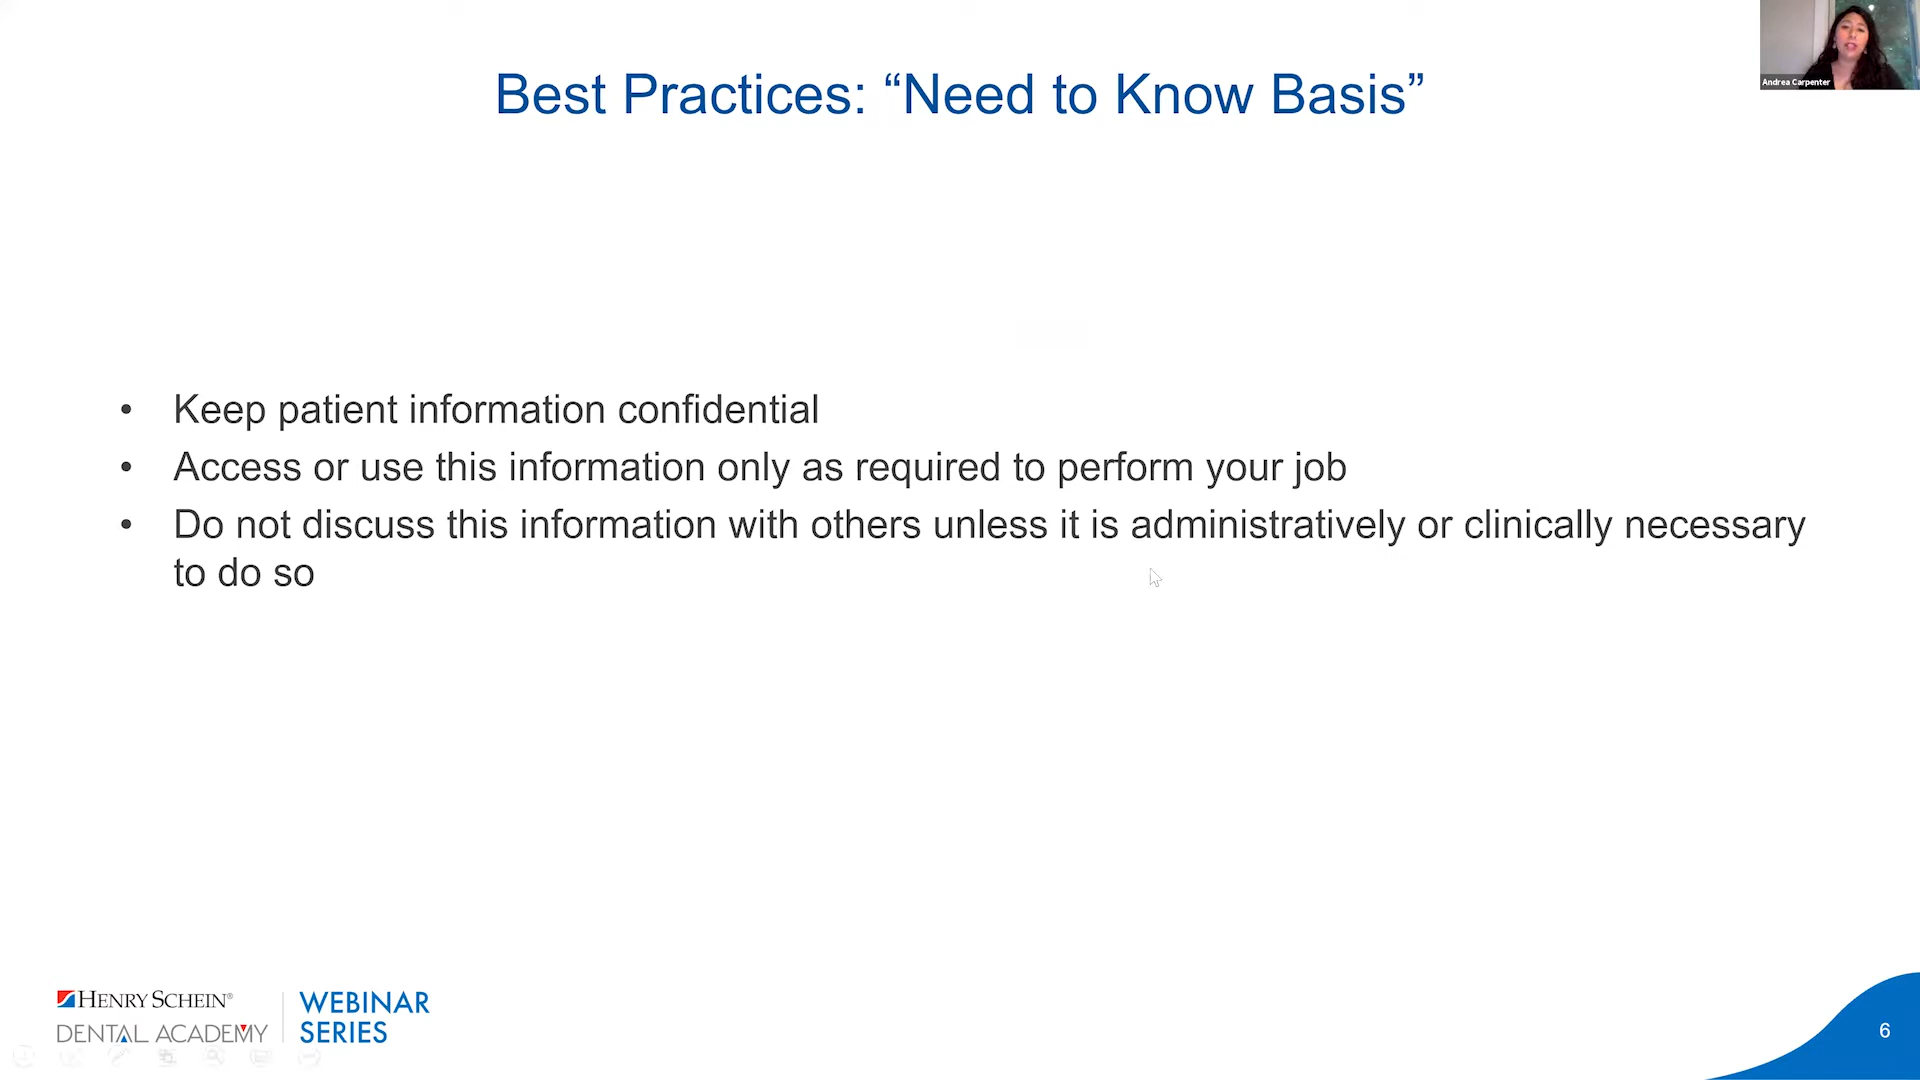 Best Practices: “Need to Know Basis”
Andrea Carpenter
• Keep patient information confidential
• Access or use this information only as required to perform your job
• Do not discuss this information with others unless it is administratively or clinically necessary
to do so
HENRY SCHEIN®
DENTAL ACADEMY
WEBINAR
SERIES
6